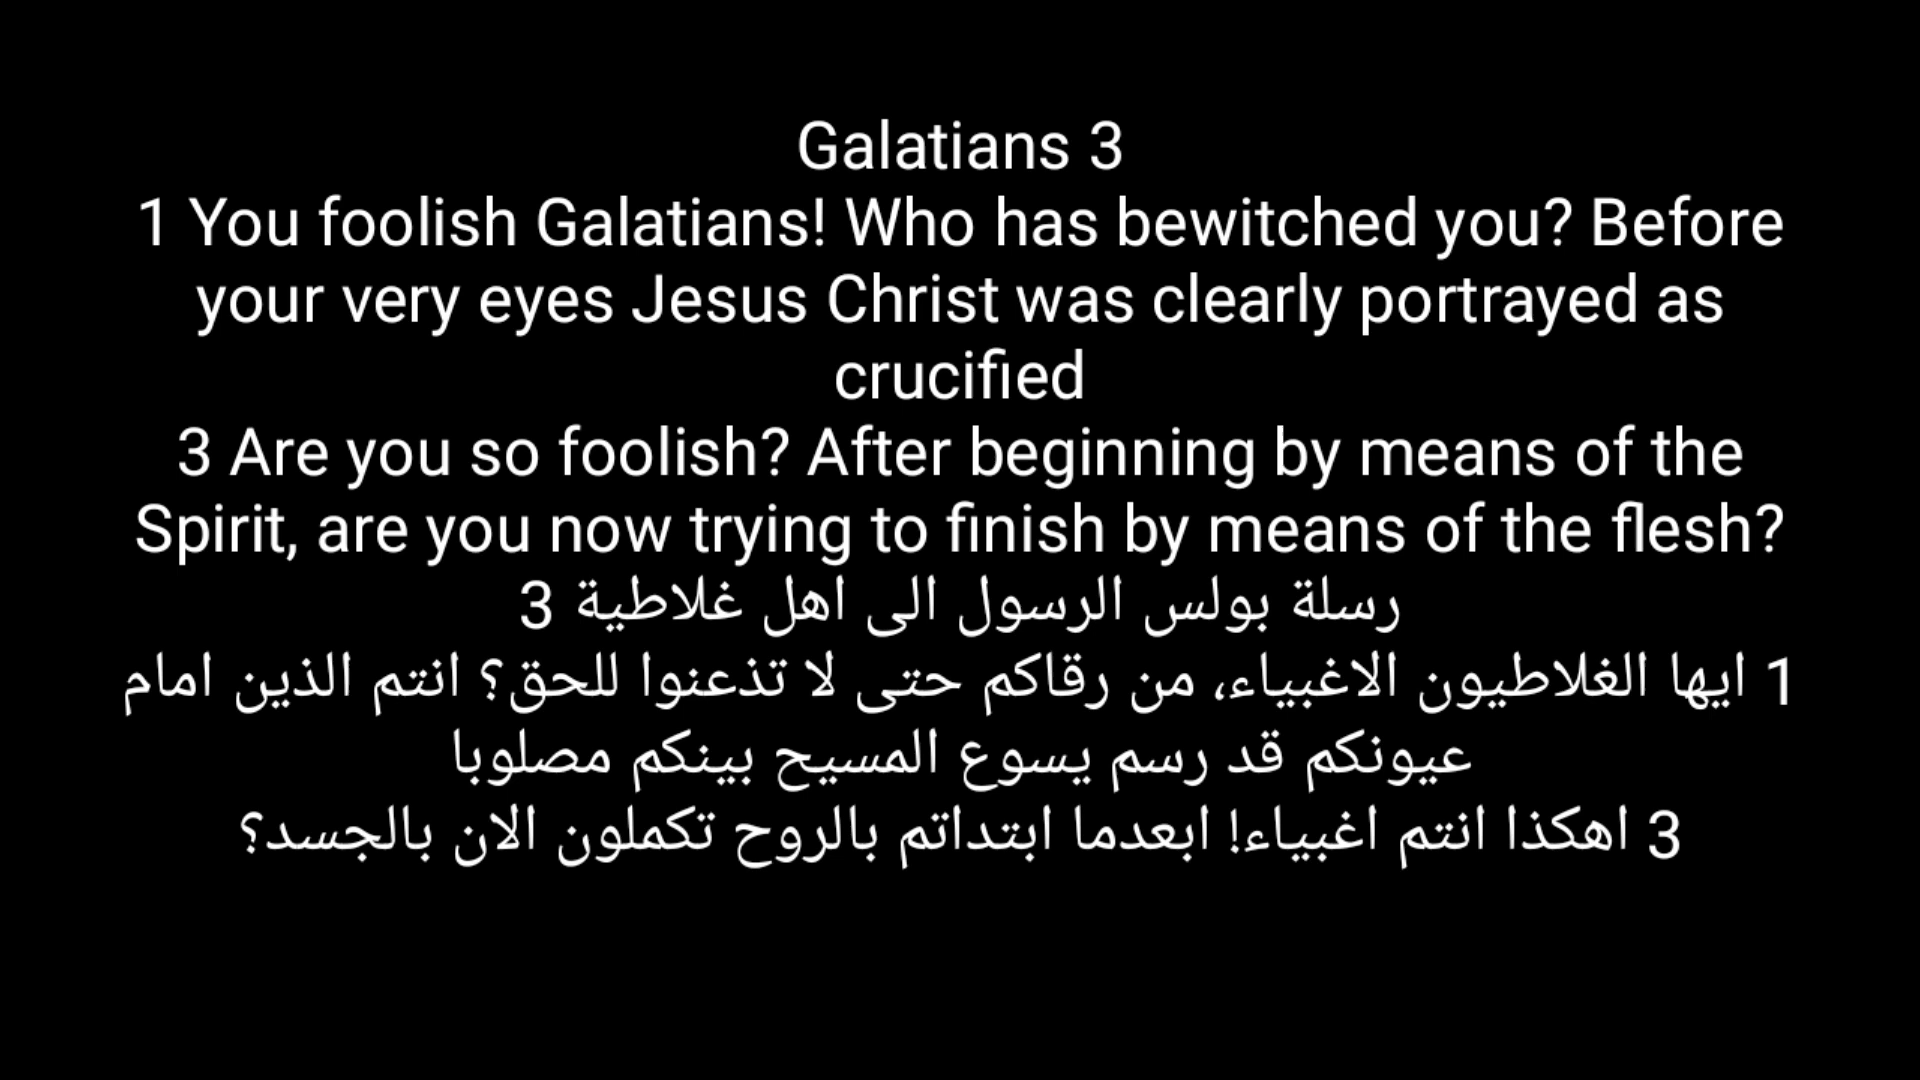 Galatians 3
1 You foolish Galatians! Who has bewitched you? Before
your very eyes Jesus Christ was clearly portrayed as
crucified
3 Are you so foolish? After beginning by means of the
Spirit, are you now trying to finish by means of the flesh?
رسلة بولس الرسول الى اهل غلاطية 3
1 ايها الغلاطيون الاغبياء، من رقاكم حتى لا تذعنوا للحق؟ انتم الذين امام
عيونكم قد رسم يسوع المسيح بينكم مصلوبا
3 اهكذا انتم اغبياء! ابعدما ابتداتم بالروح تكملون الان بالجسد؟